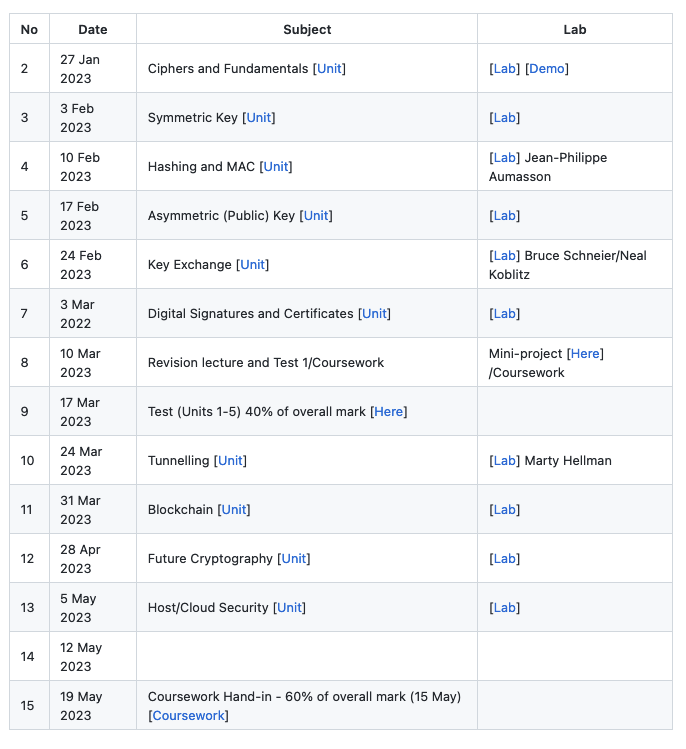 No Date Subject Lab
2 27 Jan 2023 Ciphers and Fundamentals [Unit] [Lab] [Demo]
3 3 Feb 2023 Symmetric Key [Unit] [Lab]
4 10 Feb 2023 Hashing and MAC [Unit] [Lab] Jean-Philippe Aumasson
5 17 Feb 2023 Asymmetric (Public) Key [Unit] [Lab]
6 24 Feb 2023 Key Exchange [Unit] [Lab] Bruce Schneier/Neal Koblitz
7 3 Mar 2022 Digital Signatures and Certificates [Unit] [Lab]
8 10 Mar 2023 Revision lecture and Test 1/Coursework Mini-project [Here] /Coursework
9 17 Mar 2023 Test (Units 1-5) 40% of overall mark [Here]
10 24 Mar 2023 Tunnelling [Unit] [Lab] Marty Hellman
11 31 Mar 2023 Blockchain [Unit] [Lab]
12 28 Apr 2023 Future Cryptography [Unit] [Lab]
13 5 May 2023 Host/Cloud Security [Unit] [Lab]
14 12 May 2023
15 19 May 2023 Coursework Hand-in - 60% of overall mark (15 May) [Coursework]